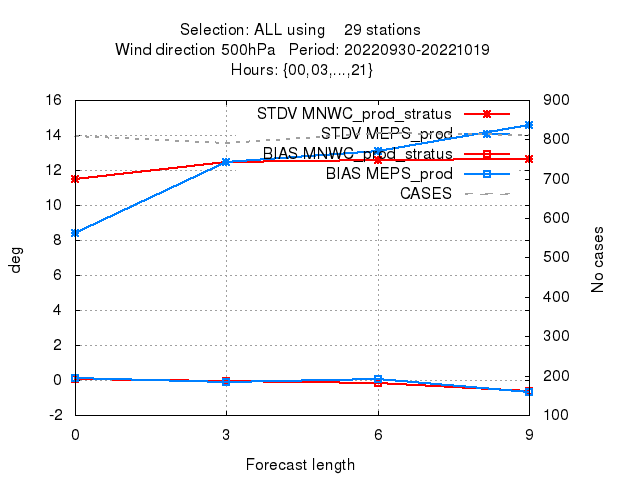 Selection: ALL using    29 stations
Wind direction 500hPa   Period: 20220930-20221019
Hours: {00,03,...,21}
16
14
12
10
8
6
4
2
0
-2
deg
STDV MNWC_prod_stratus
STDV MEPS_prod
BIAS MNWC_prod_stratus
BIAS MEPS_prod
CASES
900
800
700
600
500
400
300
200
100
No cases
0
3
6
9
Forecast length